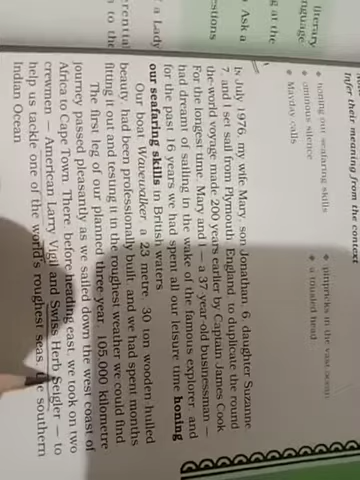 literary
nguage
g at the
Ask a
estions
f a Lady
erential
s to the
Infer their meaning from the context
honing our seafaring skills
pinpricks in the vast ocean
ominous silence
a tousled head
Mayday calls
In July 1976, my wife Mary, son Jonathan, 6, daughter Suzanne,
7, and I set sail from Plymouth, England, to duplicate the round-
the-world voyage made 200 years earlier by Captain James Cook.
For the longest time, Mary and I — a 37-year-old businessman —
had dreamt of sailing in the wake of the famous explorer, and
for the past 16 years we had spent all our leisure time honing
our seafaring skills in British waters.
Our boat Wavewalker, a 23 metre, 30 ton wooden-hulled
beauty, had been professionally built, and we had spent months
fitting it out and testing it in the roughest weather we could find.
The first leg of our planned three-year, 105,000 kilometre
journey passed pleasantly as we sailed down the west coast of
Africa to Cape Town. There, before heading east, we took on two
crewmen — American Larry Vigil and Swiss Herb Seigler — to
help us tackle one of the world's roughest seas, the southern
Indian Ocean.